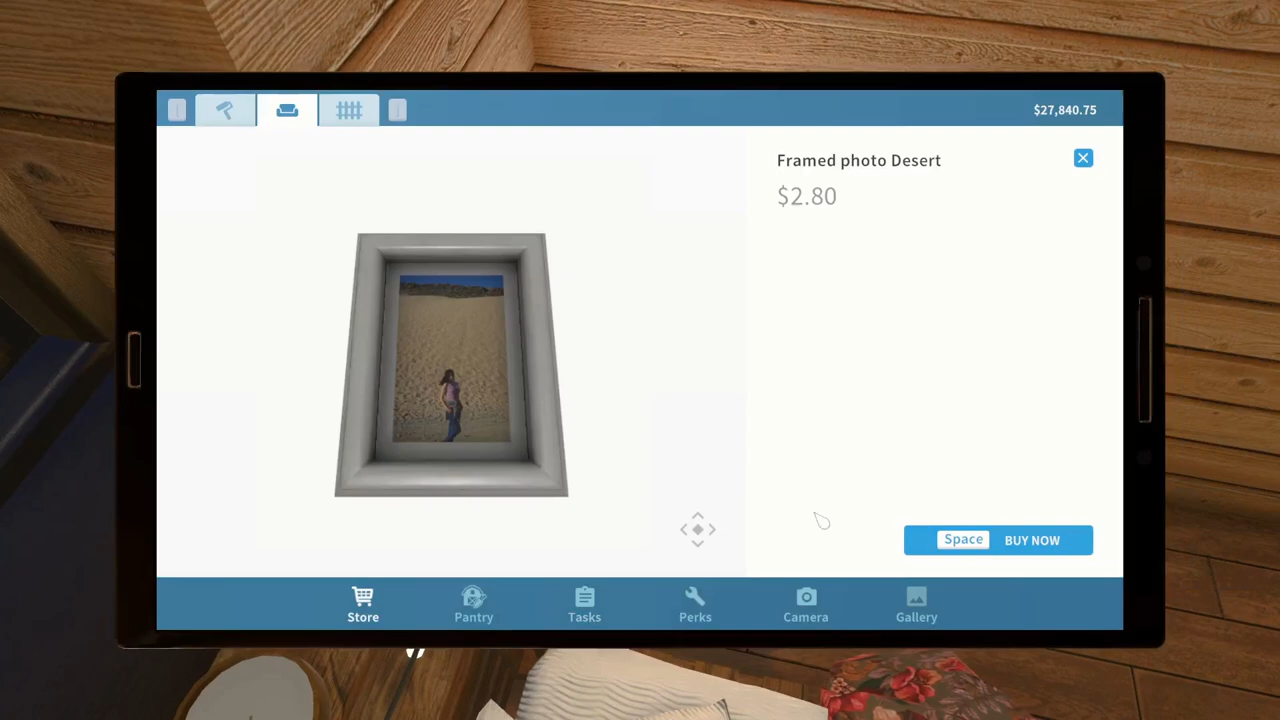 $27,840.75
Framed photo Desert
$2.80
Space BUY NOW
Store
Pantry
Tasks
Perks
Camera
Gallery